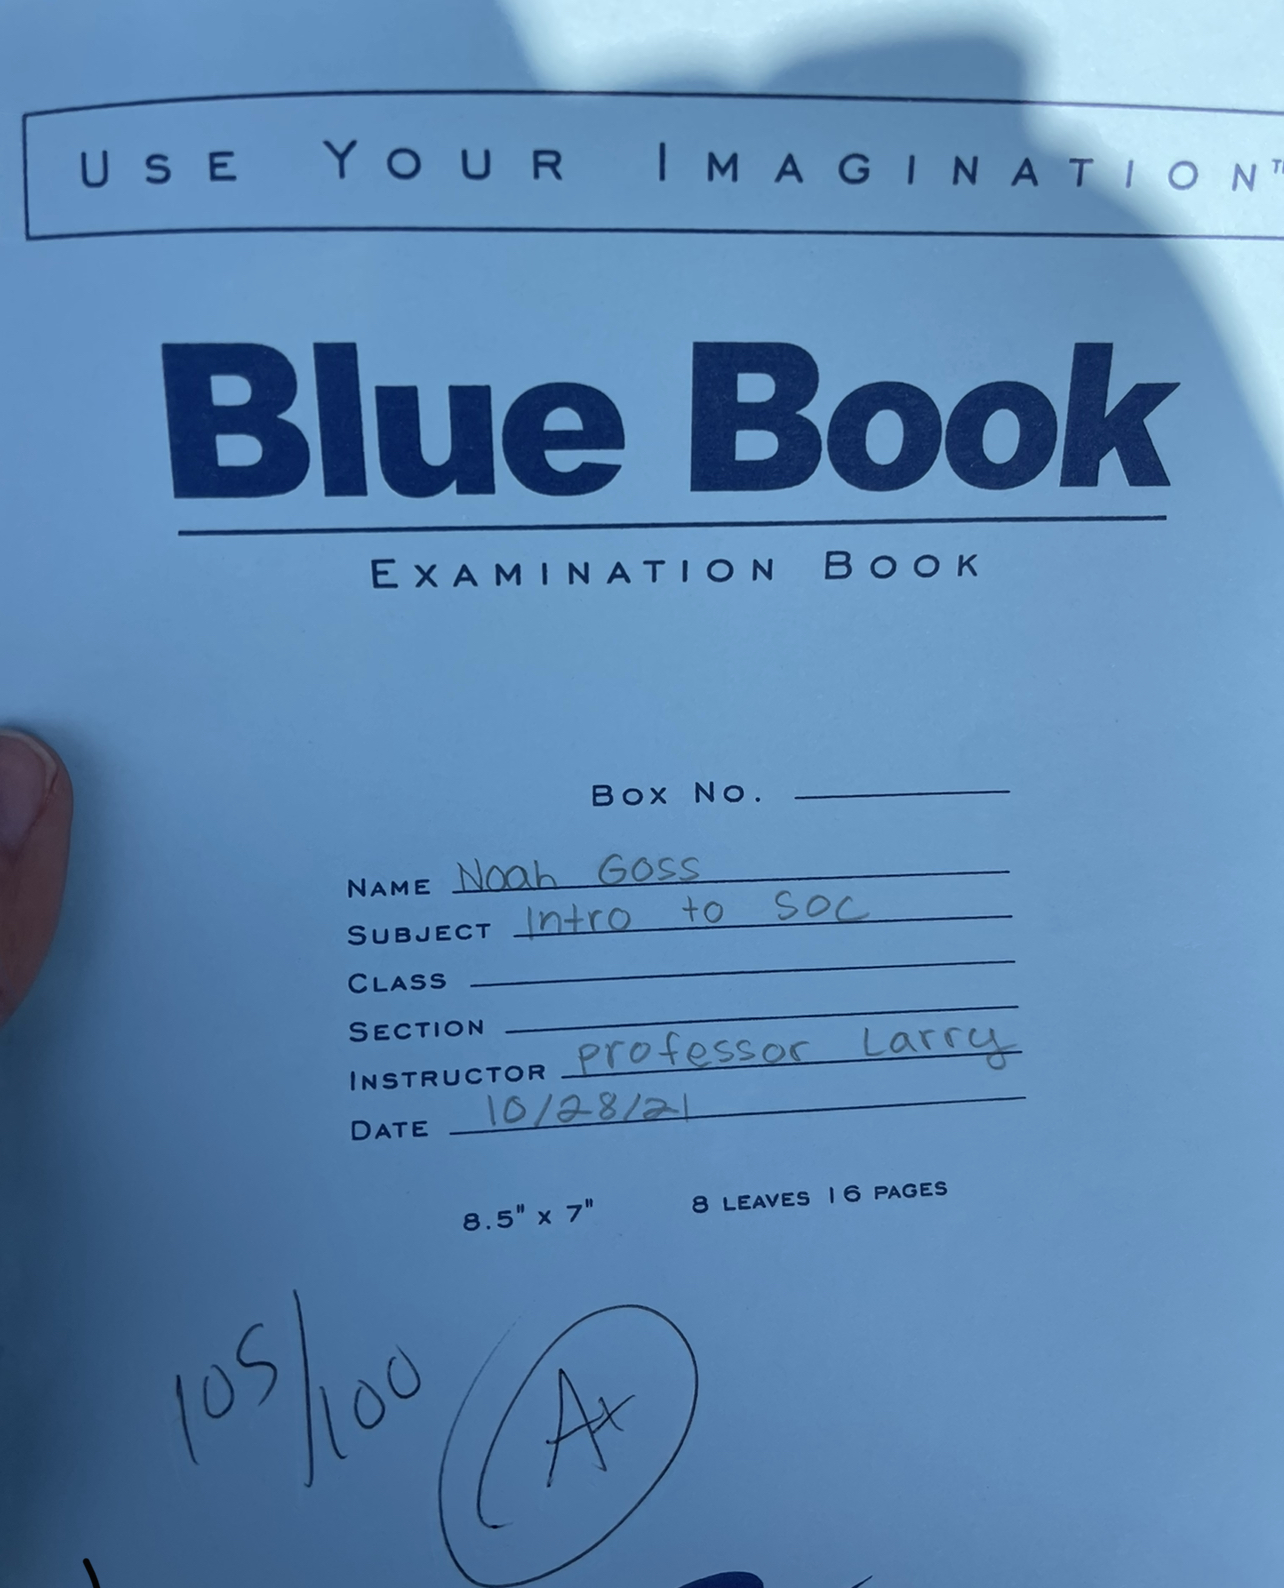 USE YOUR IMAGINATION™
Blue Book
EXAMINATION BOOK
BOX NO.
NAME Noah Goss
SUBJECT Intro to SOC
CLASS
SECTION
INSTRUCTOR professor Larry
DATE 10/28/21
8.5" x 7" 8 LEAVES 16 PAGES
105/100 A+